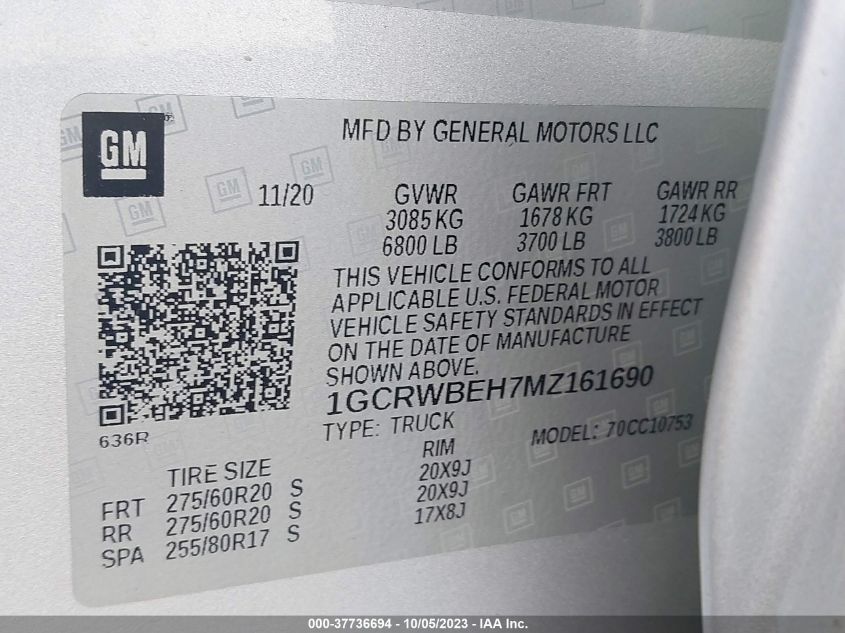 GM
MFD BY GENERAL MOTORS LLC
11/20 GVWR GAWR FRT GAWR RR
3085 KG 1678 KG 1724 KG
6800 LB 3700 LB 3800 LB
THIS VEHICLE CONFORMS TO ALL
APPLICABLE U.S. FEDERAL MOTOR
VEHICLE SAFETY STANDARDS IN EFFECT
ON THE DATE OF MANUFACTURE
SHOWN ABOVE.
1GCRWBEH7MZ161690
636R
TYPE: TRUCK MODEL: 70CC10753
TIRE SIZE RIM
FRT 275/60R20 S 20X9J
RR 275/60R20 S 20X9J
SPA 255/80R17 S 17X8J
000-37736694 - 10/05/2023 - IAA Inc.